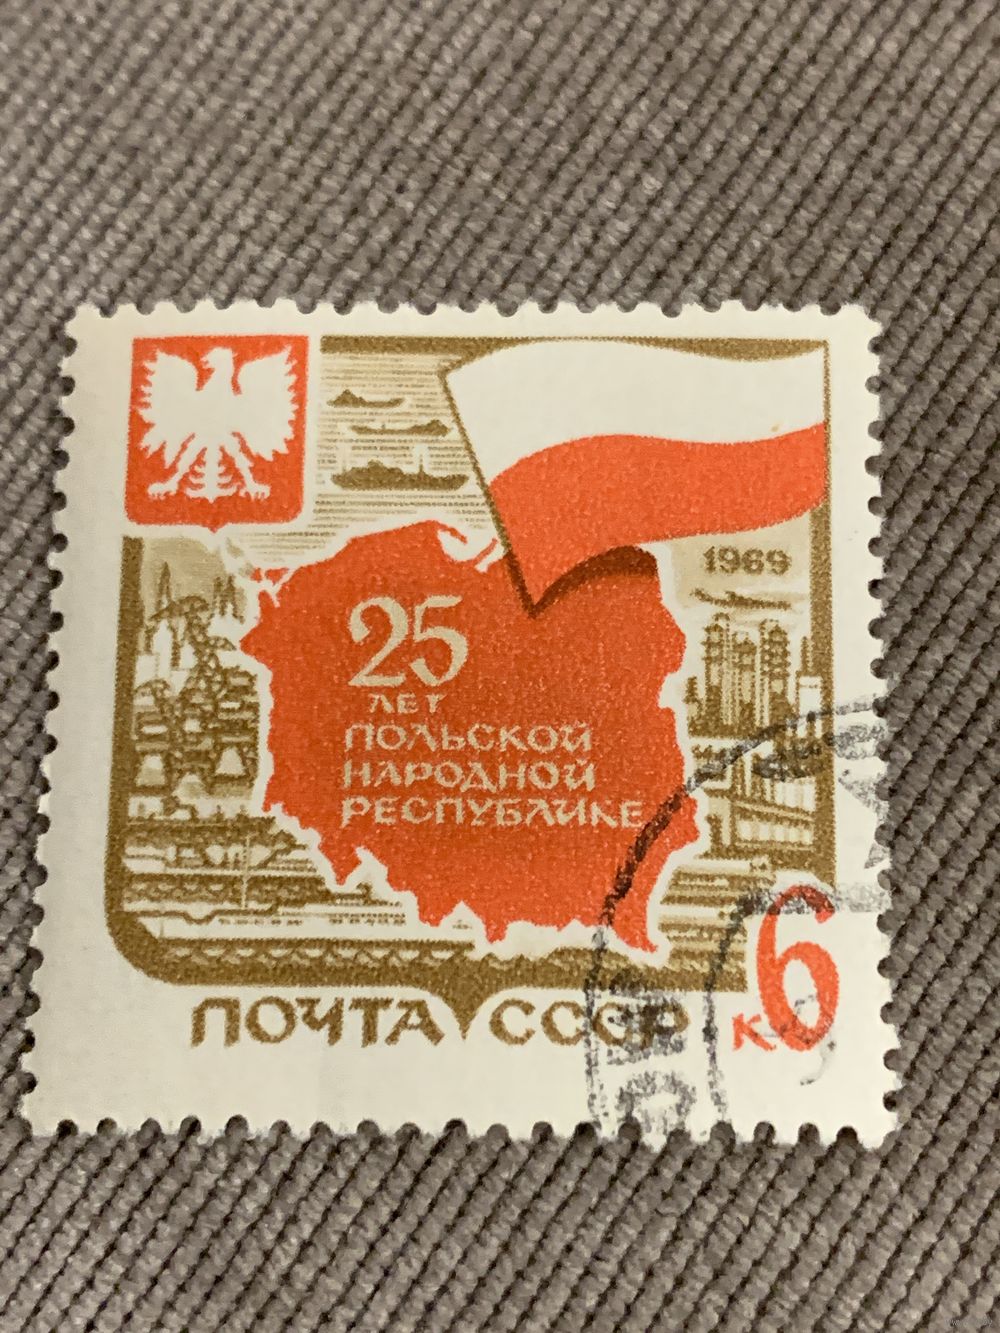 1969
25
ЛЕТ
ПОЛЬСКОЙ
НАРОДНОЙ
РЕСПУБЛИКЕ
ПОЧТА СССР
к6